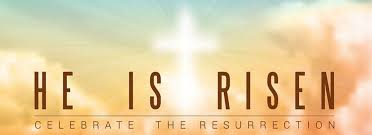 HE IS RISEN
CELEBRATE THE RESURRECTION